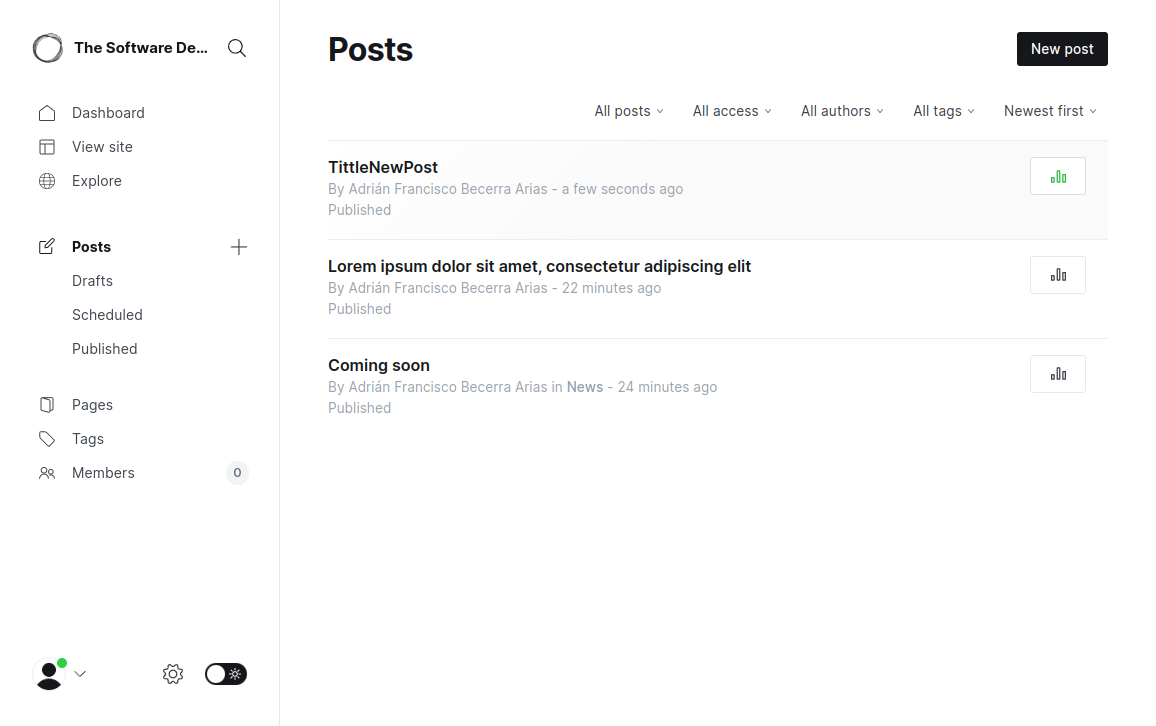 The Software De...
Dashboard
View site
Explore
Posts
Drafts
Scheduled
Published
Pages
Tags
Members
0
Posts
New post
All posts
All access
All authors
All tags
Newest first
TittleNewPost
By Adrián Francisco Becerra Arias - a few seconds ago
Published
Lorem ipsum dolor sit amet, consectetur adipiscing elit
By Adrián Francisco Becerra Arias - 22 minutes ago
Published
Coming soon
By Adrián Francisco Becerra Arias in News - 24 minutes ago
Published